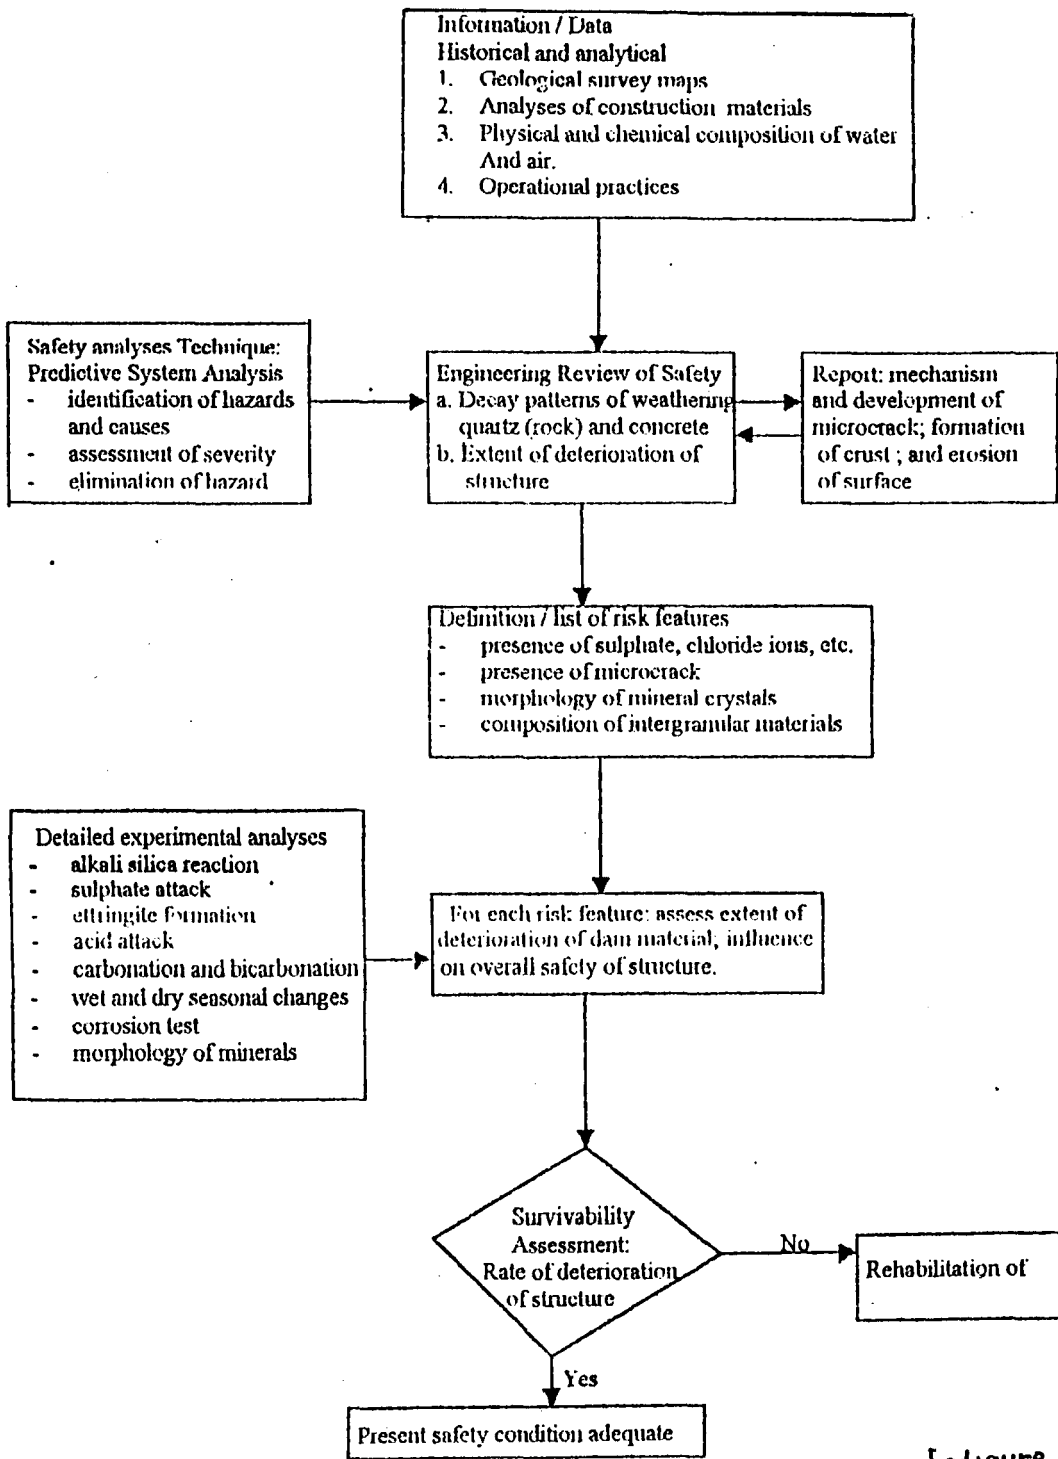 Information / Data
Historical and analytical
1. Geological survey maps
2. Analyses of construction materials
3. Physical and chemical composition of water
And air.
4. Operational practices
Safety analyses Technique:
Predictive System Analysis
- identification of hazards
and causes
- assessment of severity
- elimination of hazard
Engineering Review of Safety
a. Decay patterns of weathering
quartz (rock) and concrete
b. Extent of deterioration of
structure
Report: mechanism
and development of
microcrack; formation
of crust ; and erosion
of surface
Definition / list of risk features
- presence of sulphate, chloride ions, etc.
- presence of microcrack
- morphology of mineral crystals
- composition of intergranular materials
Detailed experimental analyses
- alkali silica reaction
- sulphate attack
- ettringite formation
- acid attack
- carbonation and bicarbonation
- wet and dry seasonal changes
- corrosion test
- morphology of minerals
For each risk feature: assess extent of
deterioration of dam material; influence
on overall safety of structure.
Survivability
Assessment:
Rate of deterioration
of structure
No
Rehabilitation of
Yes
Present safety condition adequate